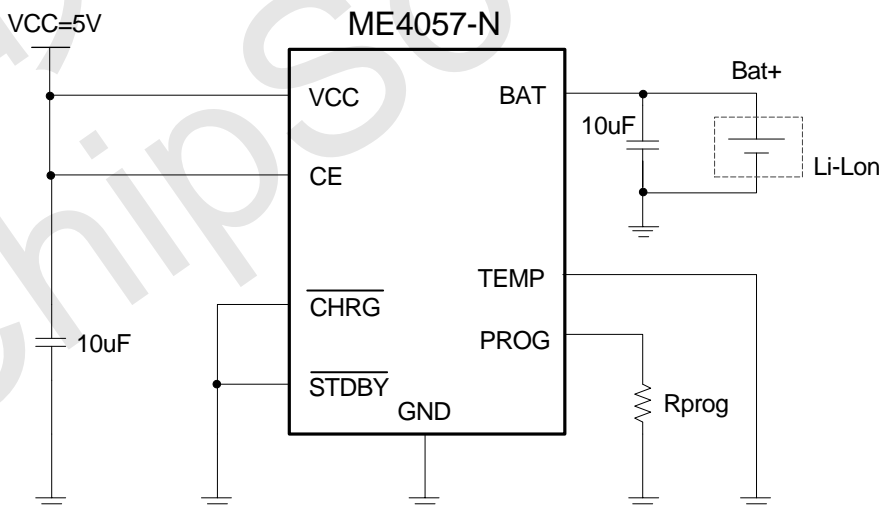 VCC=5V
ME4057-N
VCC
BAT
Bat+
10uF
CE
Li-Lon
TEMP
CHRG
PROG
10uF
STDBY
Rprog
GND